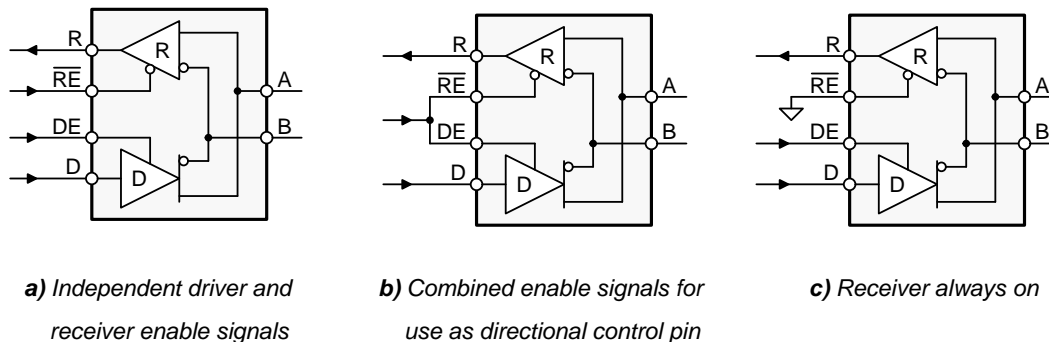 R
R
RE
A
DE
B
D
D
R
R
RE
A
DE
B
D
D
R
R
RE
A
DE
B
D
D
a) Independent driver and
receiver enable signals
b) Combined enable signals for
use as directional control pin
c) Receiver always on